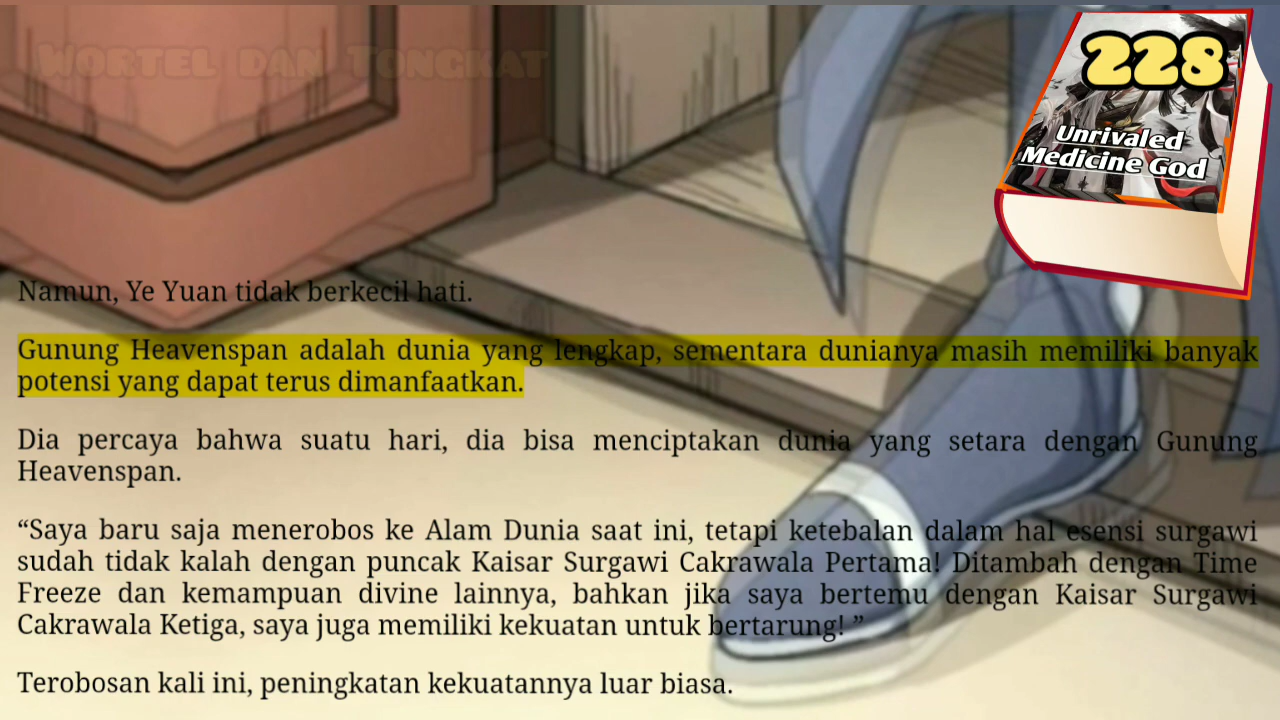 Wortel dan Tongkat
228
Unrivaled
Medicine God
Namun, Ye Yuan tidak berkecil hati.
Gunung Heavenspan adalah dunia yang lengkap, sementara dunianya masih memiliki banyak
potensi yang dapat terus dimanfaatkan.
Dia percaya bahwa suatu hari, dia bisa menciptakan dunia yang setara dengan Gunung
Heavenspan.
“Saya baru saja menerobos ke Alam Dunia saat ini, tetapi ketebalan dalam hal esensi surgawi
sudah tidak kalah dengan puncak Kaisar Surgawi Cakrawala Pertama! Ditambah dengan Time
Freeze dan kemampuan divine lainnya, bahkan jika saya bertemu dengan Kaisar Surgawi
Cakrawala Ketiga, saya juga memiliki kekuatan untuk bertarung! ”
Terobosan kali ini, peningkatan kekuatannya luar biasa.